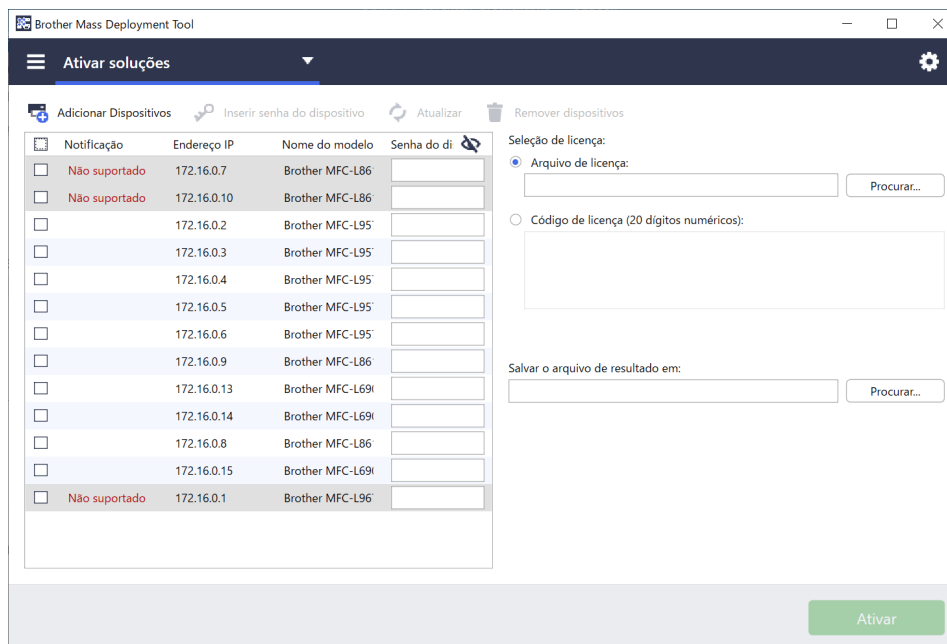 Brother Mass Deployment Tool
Ativar soluções
Adicionar Dispositivos Inserir senha do dispositivo Atualizar Remover dispositivos
Notificação Endereço IP Nome do modelo Senha do di
Não suportado 172.16.0.7 Brother MFC-L86
Não suportado 172.16.0.10 Brother MFC-L86
172.16.0.2 Brother MFC-L95
172.16.0.3 Brother MFC-L95
172.16.0.4 Brother MFC-L95
172.16.0.5 Brother MFC-L95
172.16.0.6 Brother MFC-L95
172.16.0.9 Brother MFC-L86
172.16.0.13 Brother MFC-L690
172.16.0.14 Brother MFC-L690
172.16.0.8 Brother MFC-L86
172.16.0.15 Brother MFC-L690
Não suportado 172.16.0.1 Brother MFC-L96
Seleção de licença:
Arquivo de licença:
Procurar...
Código de licença (20 dígitos numéricos):
Salvar o arquivo de resultado em:
Procurar...
Ativar